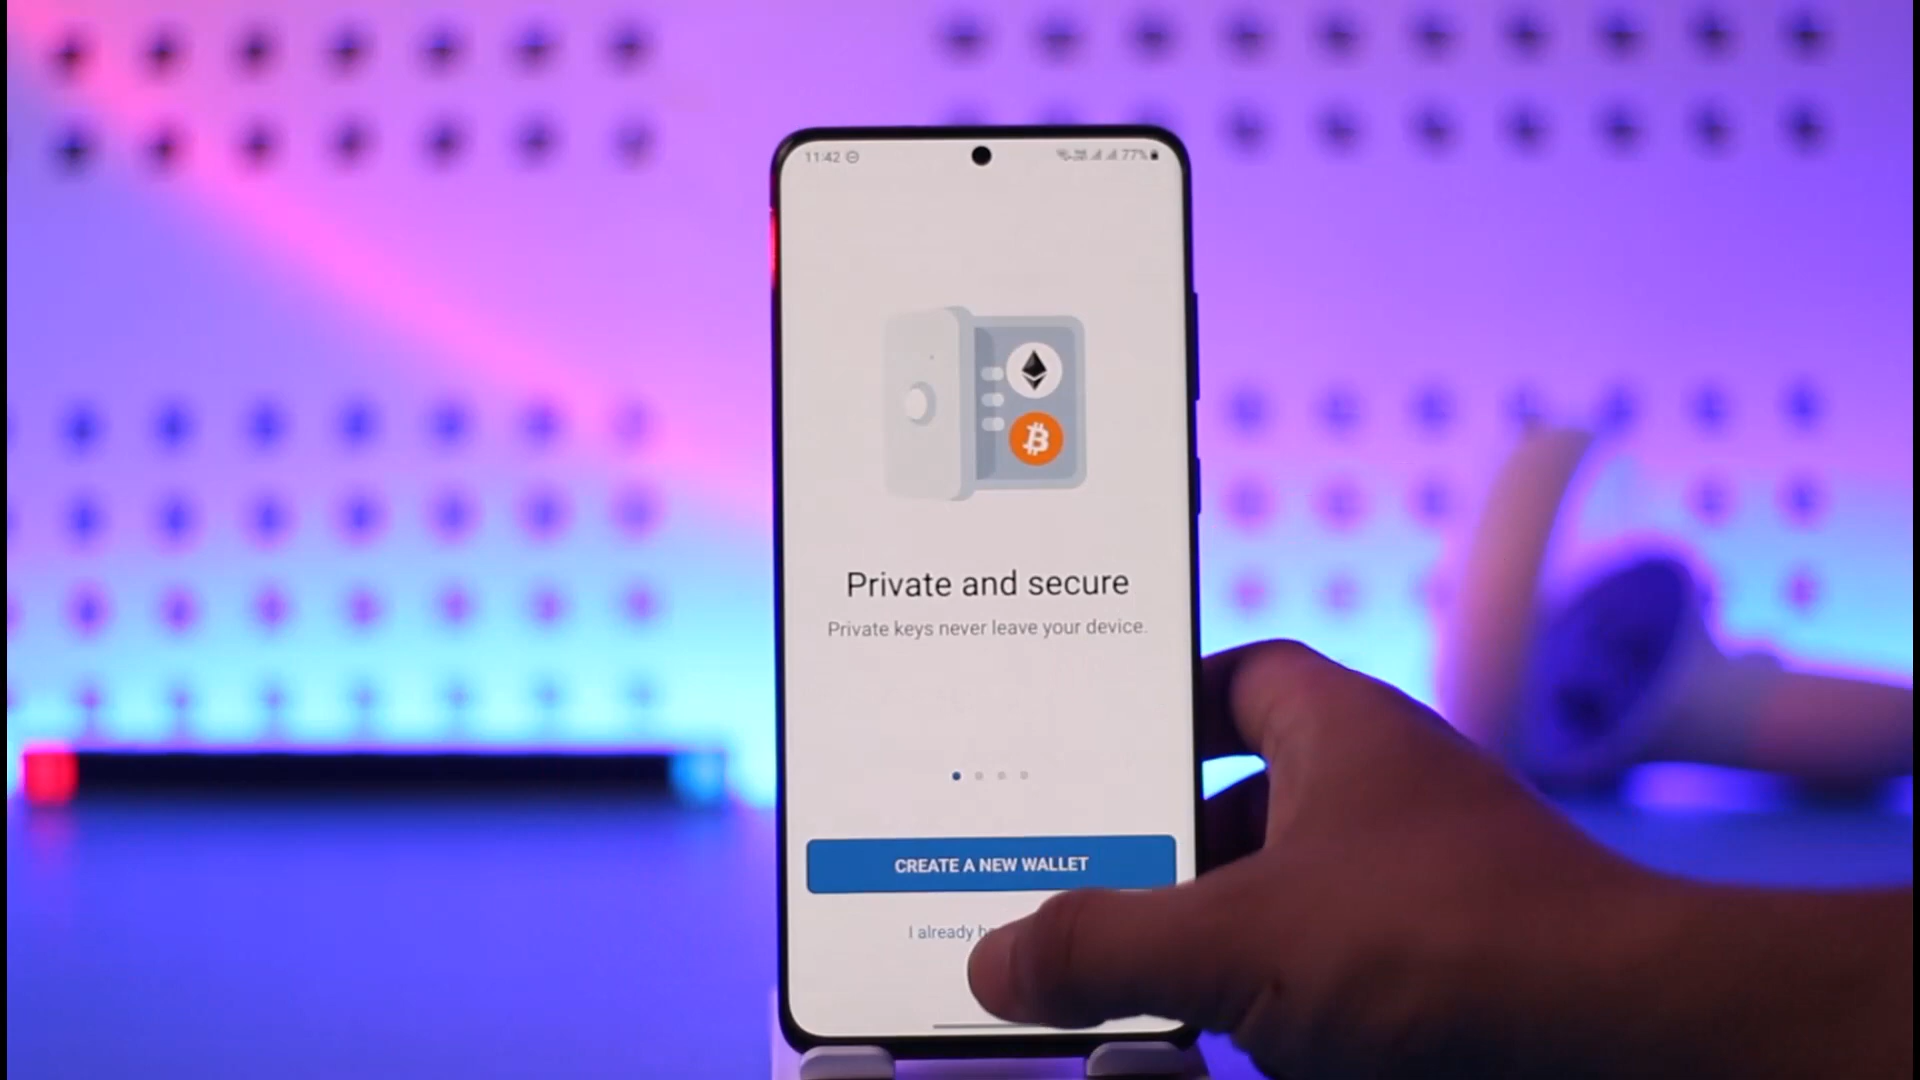 11:42
77%
Private and secure
Private keys never leave your device.
CREATE A NEW WALLET
I already